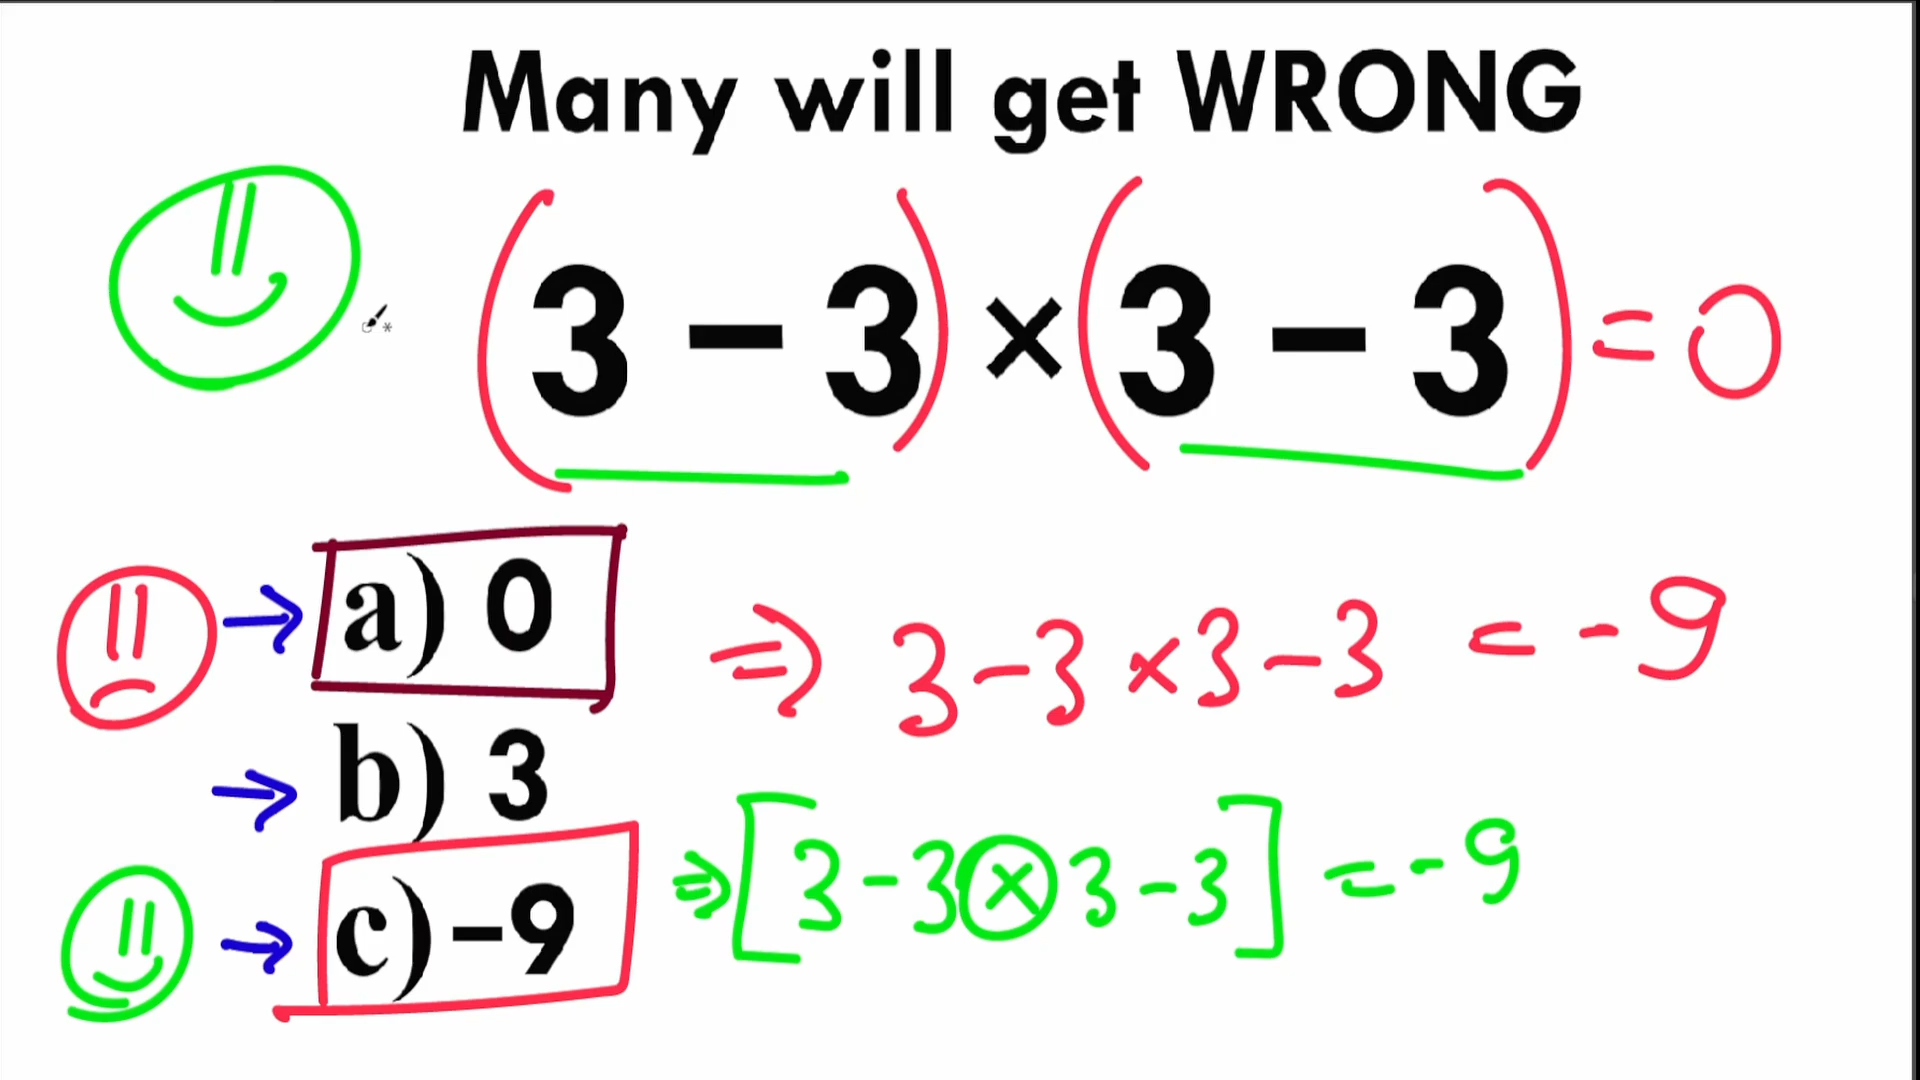 Many will get WRONG
(3 − 3) × (3 − 3) = 0
a) 0
⇒ 3 − 3 × 3 − 3 = −9
b) 3
c) −9
⇒ [3 − 3 × 3 − 3] = −9